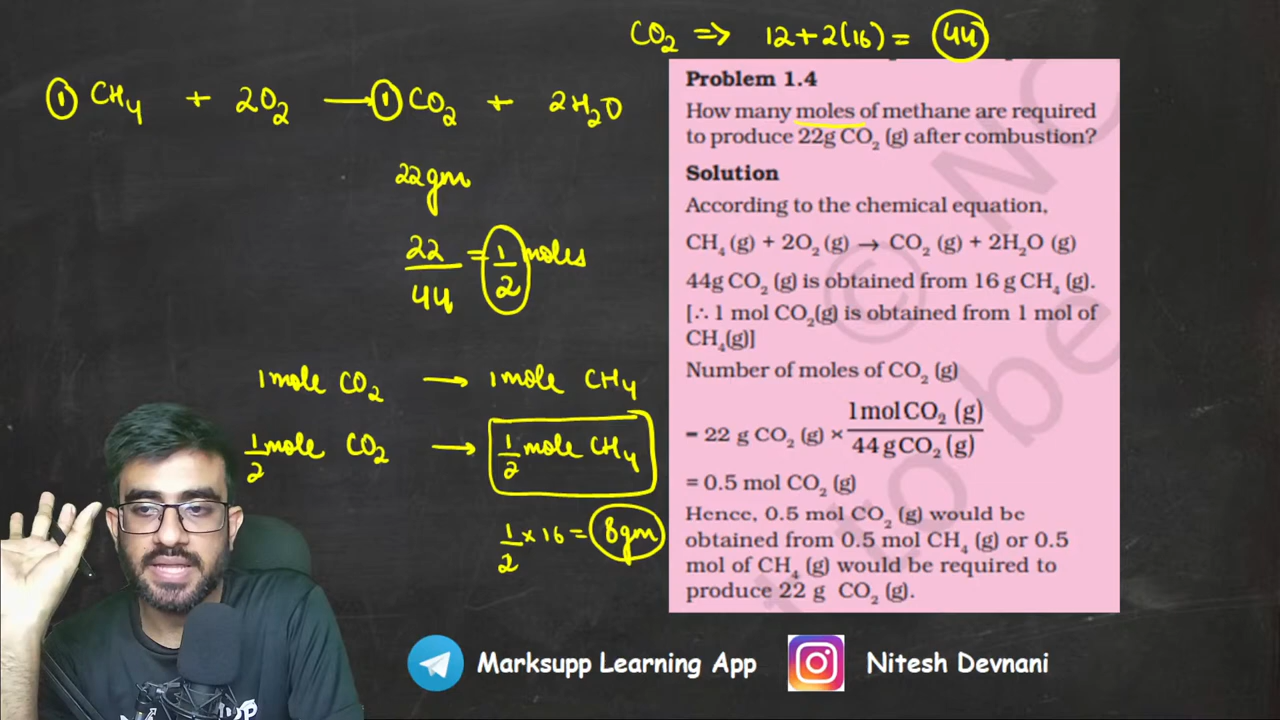 CO₂ ⇒ 12+2(16) = 44
① CH₄ + 2O₂ → ① CO₂ + 2H₂O
22gm
22/44 = 1/2 moles
1mole CO₂ → 1mole CH₄
1/2 mole CO₂ → 1/2 mole CH₄
1/2 × 16 = 8gm
Problem 1.4
How many moles of methane are required
to produce 22g CO₂ (g) after combustion?
Solution
According to the chemical equation,
CH₄ (g) + 2O₂ (g) → CO₂ (g) + 2H₂O (g)
44g CO₂ (g) is obtained from 16 g CH₄ (g).
[∴ 1 mol CO₂(g) is obtained from 1 mol of
CH₄(g)]
Number of moles of CO₂ (g)
= 22 g CO₂ (g) × 1 mol CO₂ (g) / 44 g CO₂ (g)
= 0.5 mol CO₂ (g)
Hence, 0.5 mol CO₂ (g) would be
obtained from 0.5 mol CH₄ (g) or 0.5
mol of CH₄ (g) would be required to
produce 22 g CO₂ (g).
Marksupp Learning App
Nitesh Devnani